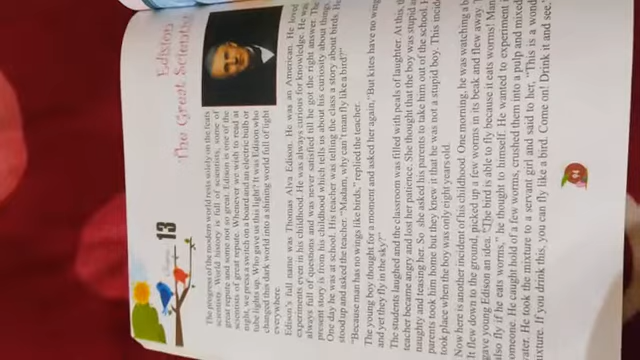 13
Edison
The Great Scientist
The progress of the modern world rests solely on the feats
scientists. World history is full of scientists, some of
great repute and some not so great. Edison is one of the
scientists of great repute. Whenever we wish to read at
night, we press a switch on a board and an electric bulb or
tube lights up. Who gave us this light? It was Edison who
changed this dark world into a shining world full of light
everywhere.
Edison's full name was Thomas Alva Edison. He was an American. He loved
experiments even in his childhood. He was always curious for knowledge. He was
always full of questions and was never satisfied till he got the right answer. The
present story is from his childhood which tells us about his curiosity about things.
One day he was at school. His teacher was telling the class a story about birds. He
stood up and asked the teacher. "Madam, why can't man fly like a bird?"
"Because man has no wings like birds," replied the teacher.
The young boy thought for a moment and asked her again, "But kites have no wings
and yet they fly in the sky?"
The students laughed and the classroom was filled with peals of laughter. At this, the
teacher became angry and lost her patience. She thought that the boy was stupid a
naughty and teasing her. So, she asked his parents to take him out of the school. H
parents took him home but they knew it that he was not a stupid boy. This incide
took place when the boy was only eight years old.
Now here is another incident of his childhood. One morning, he was watching a b
It flew down to the ground, picked up a few worms in its beak and flew away.
gave young Edison an idea. "The bird is able to fly, because it eats worms! Man
also fly if he eats worms," he thought to himself. He wanted to experiment
omeone. He caught hold of a few worms, crushed them into a pulp and mixed
vater. He took the mixture to a servant girl and said to her, "This is a wond
xture. If you drink this, you can fly like a bird. Come on! Drink it and see."